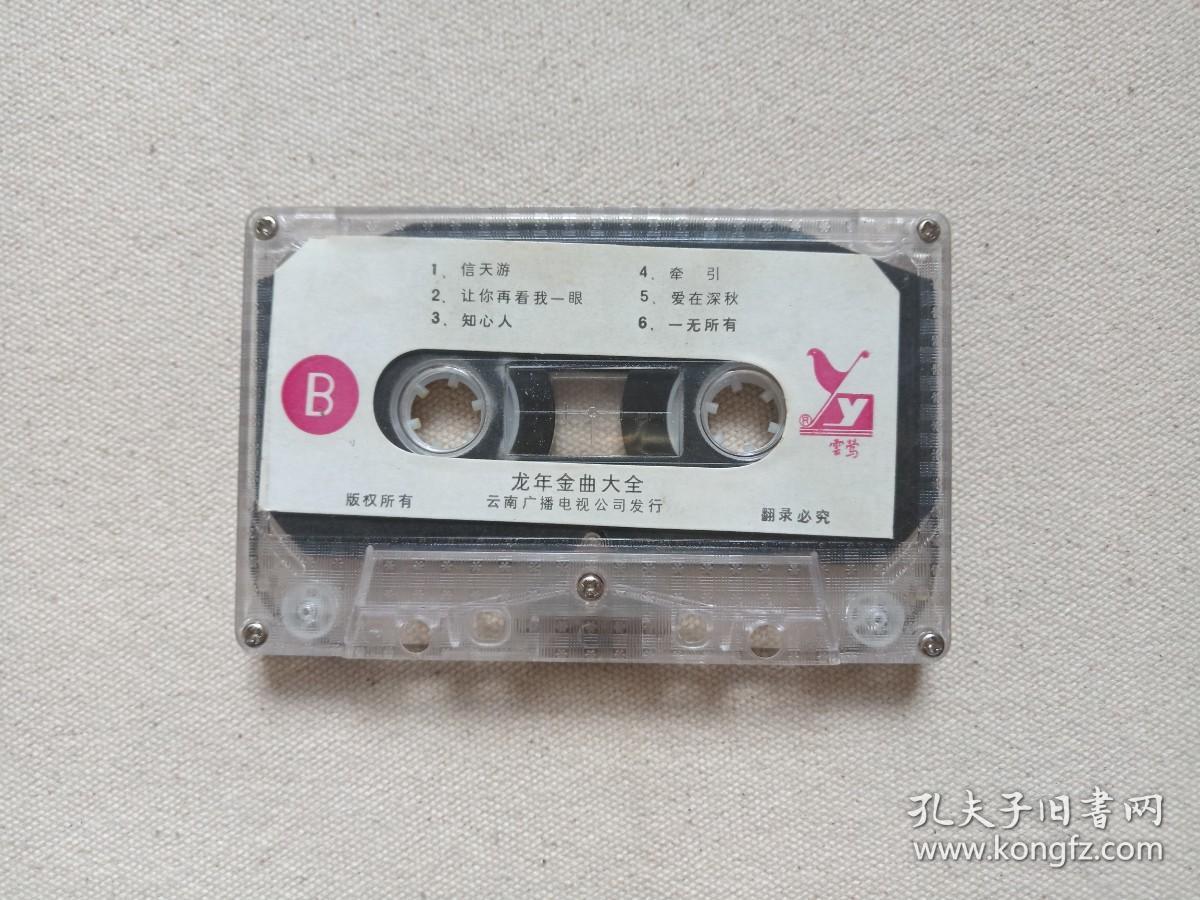 1、信天游
2、让你再看我一眼
3、知心人
4、牵 引
5、爱在深秋
6、一无所有
B
y
®
雲莺
龙年金曲大全
版权所有
云南广播电视公司发行
翻录必究
孔夫子旧書网
www.kongfz.com